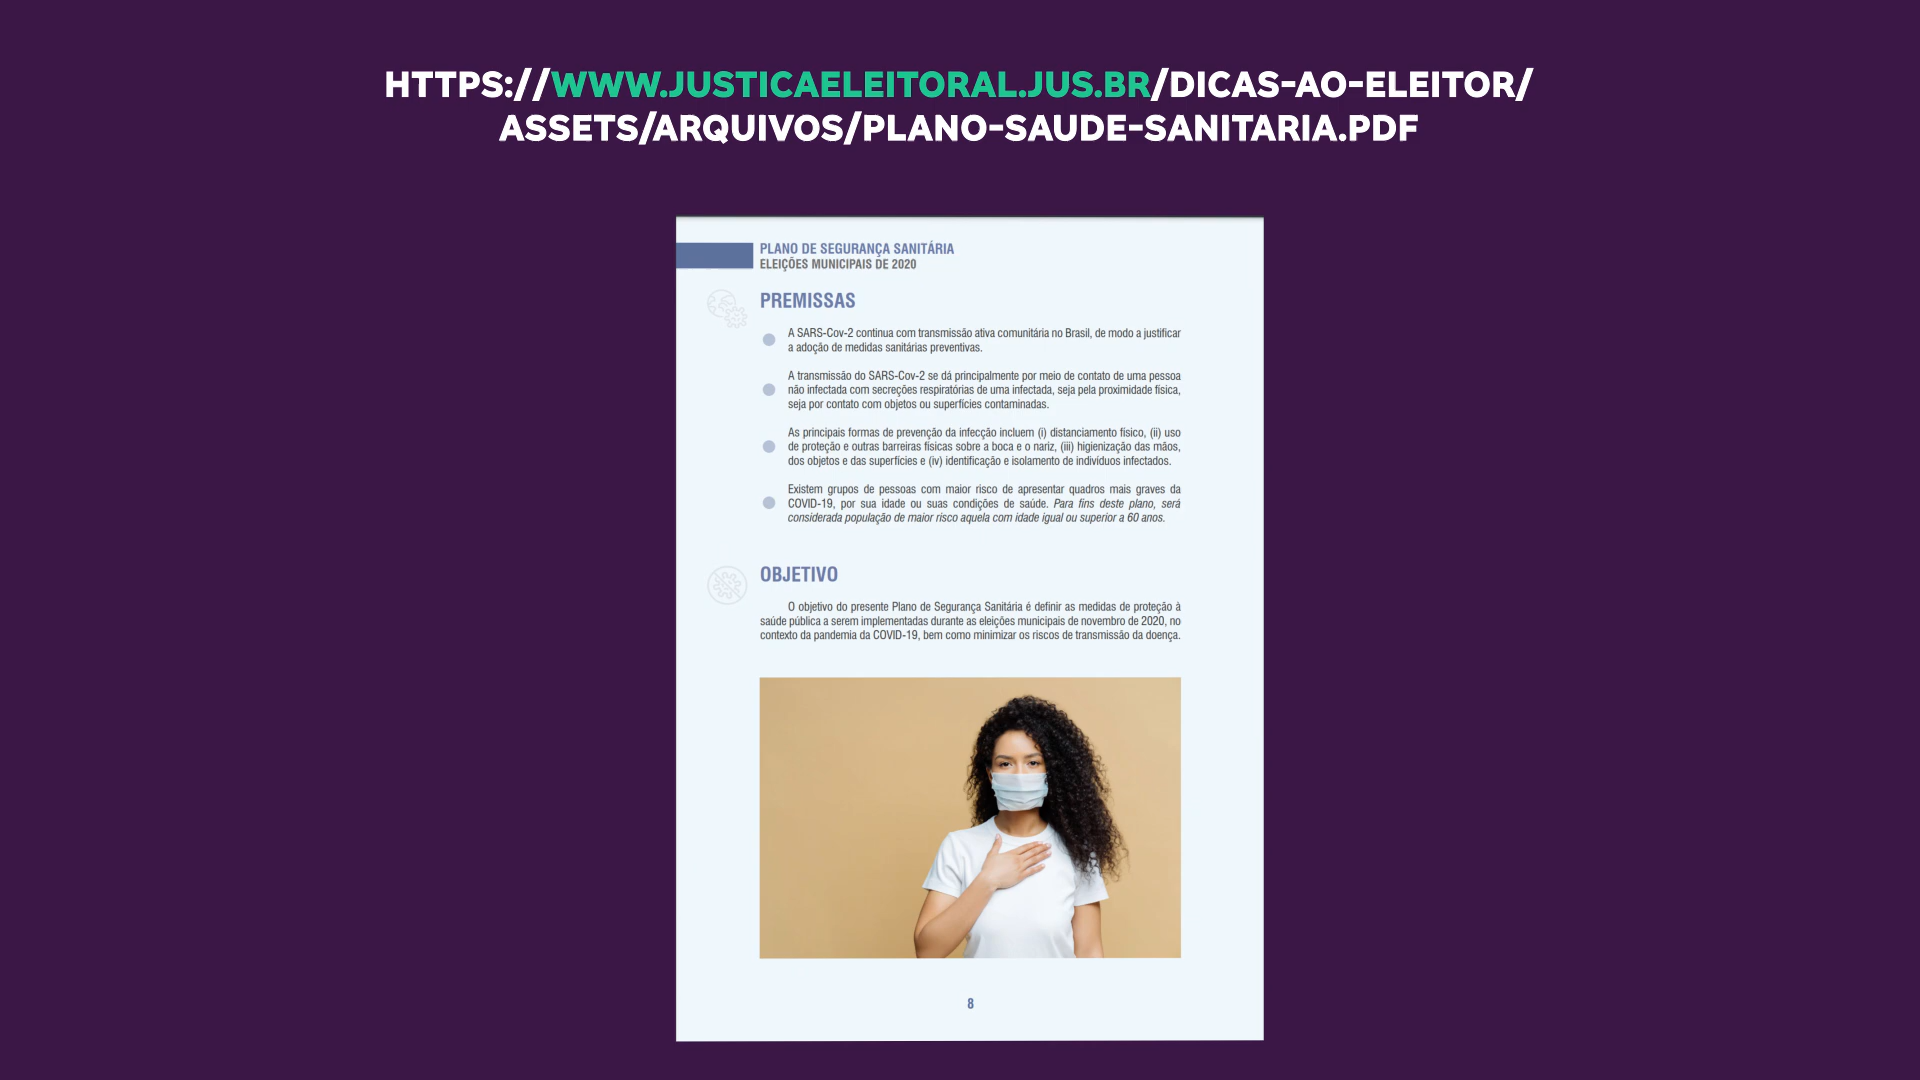 HTTPS://WWW.JUSTICAELEITORAL.JUS.BR/DICAS-AO-ELEITOR/
ASSETS/ARQUIVOS/PLANO-SAUDE-SANITARIA.PDF
PLANO DE SEGURANÇA SANITÁRIA
ELEIÇÕES MUNICIPAIS DE 2020
PREMISSAS
A SARS-Cov-2 continua com transmissão ativa comunitária no Brasil, de modo a justificar
a adoção de medidas sanitárias preventivas.
A transmissão do SARS-Cov-2 se dá principalmente por meio de contato de uma pessoa
não infectada com secreções respiratórias de uma infectada, seja pela proximidade física,
seja por contato com objetos ou superfícies contaminadas.
As principais formas de prevenção da infecção incluem (i) distanciamento físico, (ii) uso
de proteção e outras barreiras físicas sobre a boca e o nariz, (iii) higienização das mãos,
dos objetos e das superfícies e (iv) identificação e isolamento de indivíduos infectados.
Existem grupos de pessoas com maior risco de apresentar quadros mais graves da
COVID-19, por sua idade ou suas condições de saúde. Para fins deste plano, será
considerada população de maior risco aquela com idade igual ou superior a 60 anos.
OBJETIVO
O objetivo do presente Plano de Segurança Sanitária é definir as medidas de proteção à
saúde pública a serem implementadas durante as eleições municipais de novembro de 2020, no
contexto da pandemia da COVID-19, bem como minimizar os riscos de transmissão da doença.
8